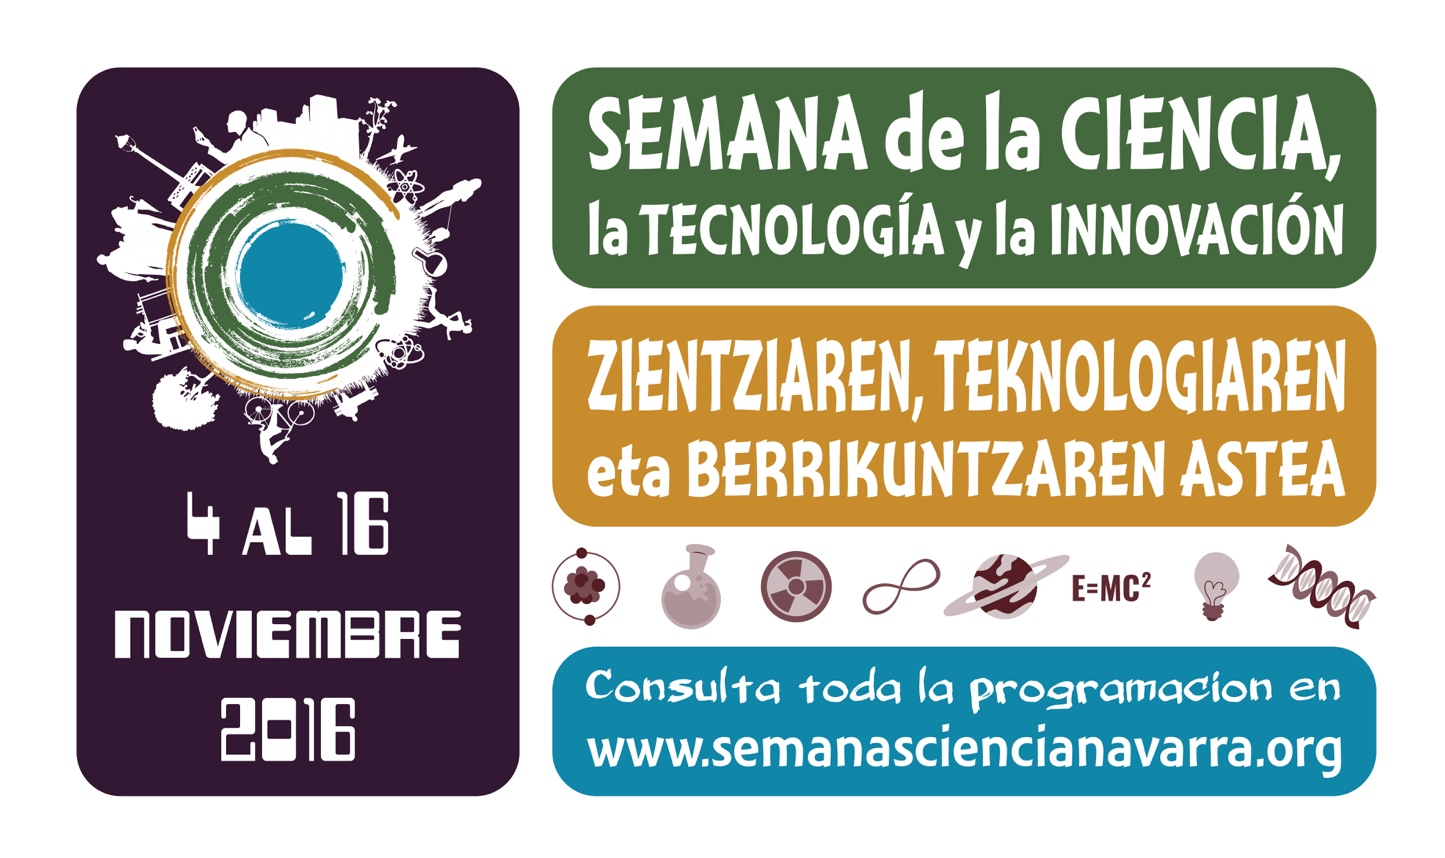 4 AL 16
NOVIEMBRE
2016
SEMANA de la CIENCIA,
la TECNOLOGÍA y la INNOVACIÓN
ZIENTZIAREN, TEKNOLOGIAREN
eta BERRIKUNTZAREN ASTEA
E=MC²
Consulta toda la programacion en
www.semanasciencianavarra.org